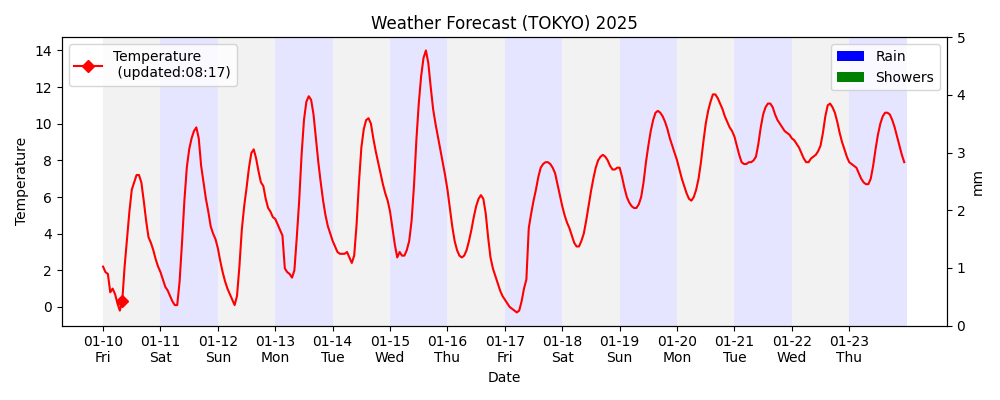 Weather Forecast (TOKYO) 2025
Temperature
(updated:08:17)
Rain
Showers
14
12
10
8
6
4
2
0
Temperature
5
4
3
2
1
0
mm
01-10 01-11 01-12 01-13 01-14 01-15 01-16 01-17 01-18 01-19 01-20 01-21 01-22 01-23
Fri Sat Sun Mon Tue Wed Thu Fri Sat Sun Mon Tue Wed Thu
Date